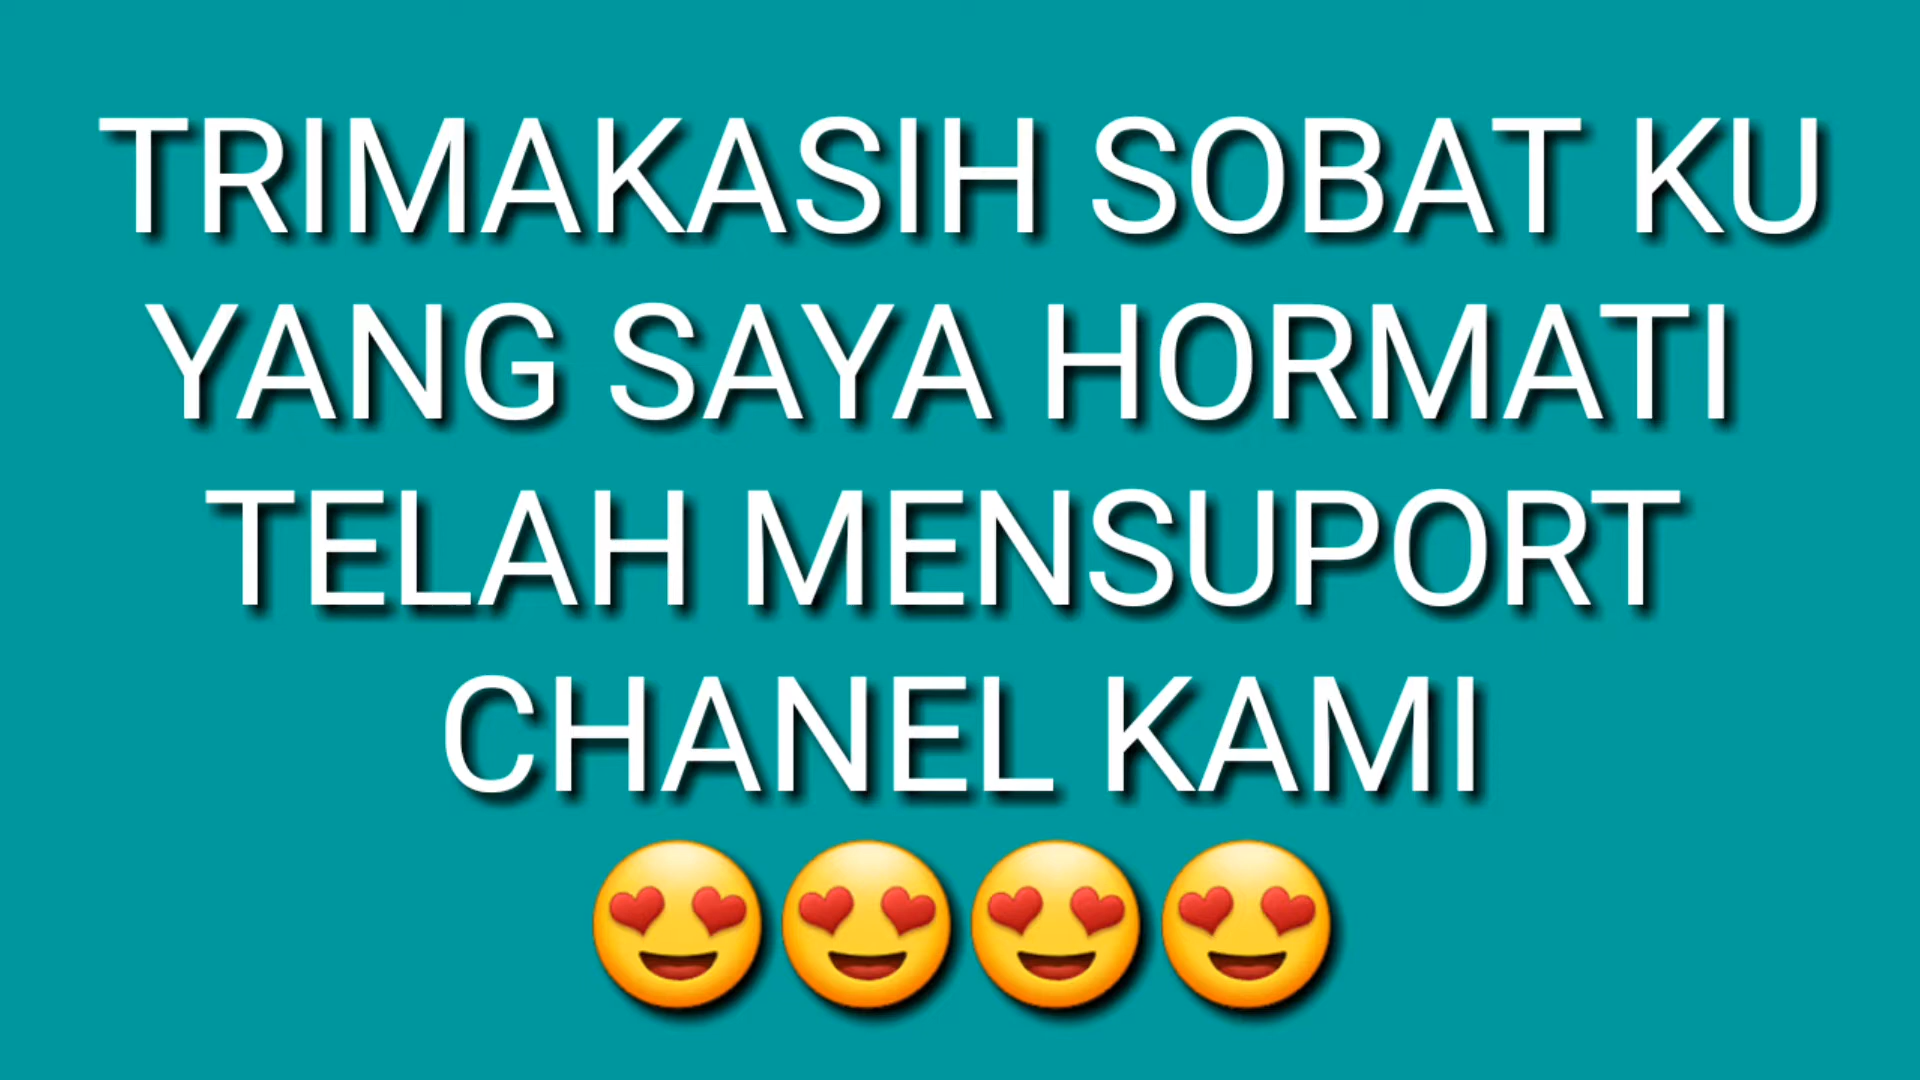 TRIMAKASIH SOBAT KU
YANG SAYA HORMATI
TELAH MENSUPORT
CHANEL KAMI
😍😍😍😍